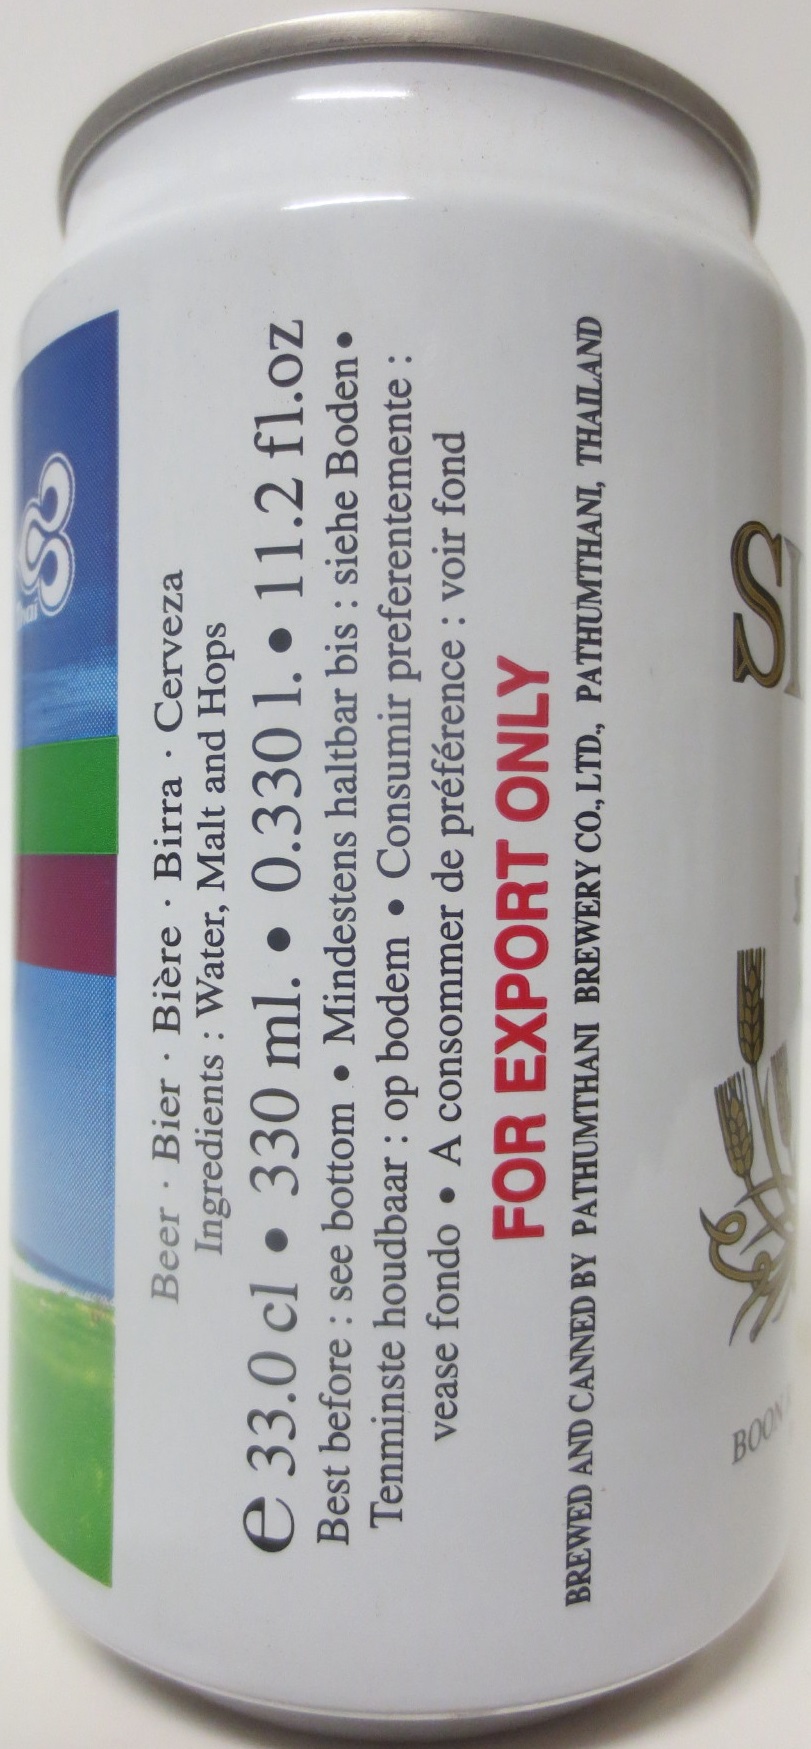 Beer · Bier · Bière · Birra · Cerveza
Ingredients : Water, Malt and Hops
e 33.0 cl • 330 ml. • 0.330 l. • 11.2 fl.oz
Best before : see bottom • Mindestens haltbar bis : siehe Boden •
Tenminste houdbaar : op bodem • Consumir preferentemente :
vease fondo • A consommer de préférence : voir fond
FOR EXPORT ONLY
BREWED AND CANNED BY PATHUMTHANI BREWERY CO., LTD., PATHUMTHANI, THAILAND
BOON